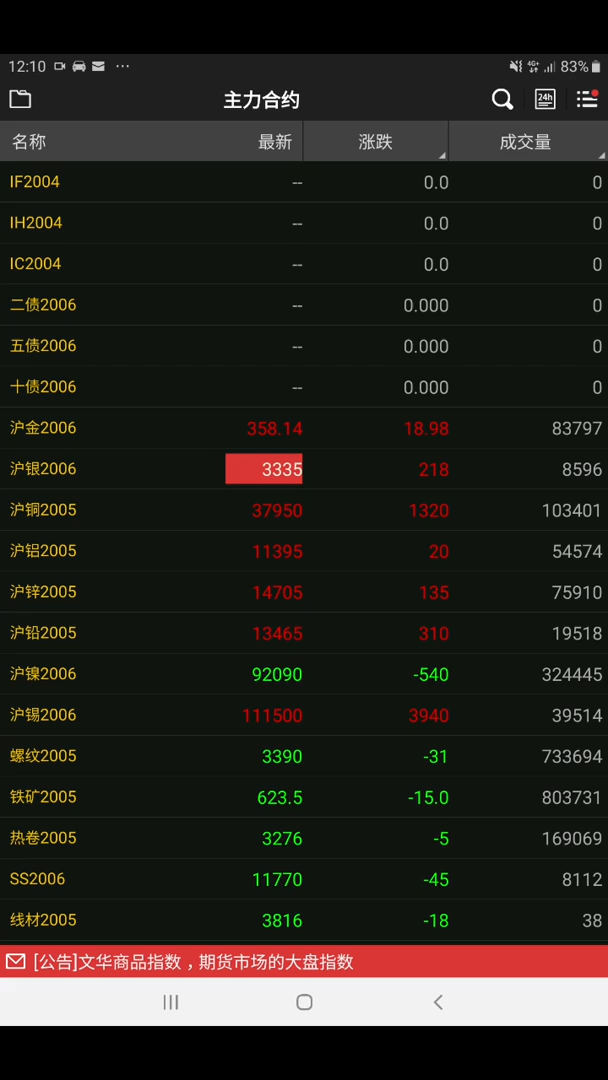 12:10 ... 4G+ 83%
主力合约 24h
名称 最新 涨跌 成交量
IF2004 -- 0.0 0
IH2004 -- 0.0 0
IC2004 -- 0.0 0
二债2006 -- 0.000 0
五债2006 -- 0.000 0
十债2006 -- 0.000 0
沪金2006 358.14 18.98 83797
沪银2006 3335 218 8596
沪铜2005 37950 1320 103401
沪铝2005 11395 20 54574
沪锌2005 14705 135 75910
沪铅2005 13465 310 19518
沪镍2006 92090 -540 324445
沪锡2006 111500 3940 39514
螺纹2005 3390 -31 733694
铁矿2005 623.5 -15.0 803731
热卷2005 3276 -5 169069
SS2006 11770 -45 8112
线材2005 3816 -18 38
[公告]文华商品指数，期货市场的大盘指数